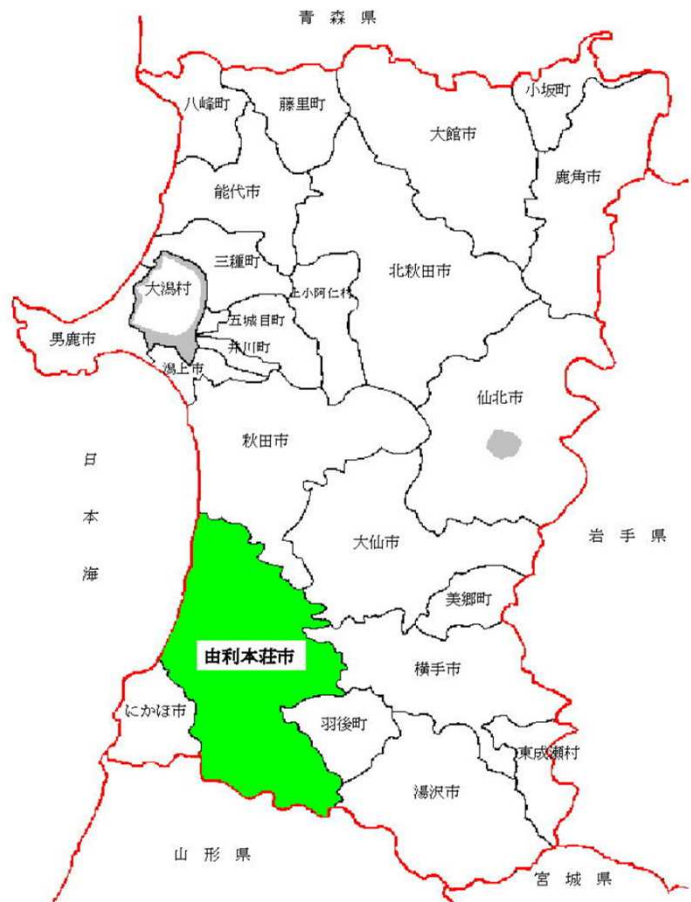 青森県
八峰町
藤里町
小坂町
大館市
鹿角市
能代市
三種町
北秋田市
大潟村
上小阿仁村
五城目町
男鹿市
井川町
潟上市
仙北市
秋田市
日本海
大仙市
岩手県
美郷町
由利本荘市
横手市
にかほ市
羽後町
東成瀬村
湯沢市
山形県
宮城県